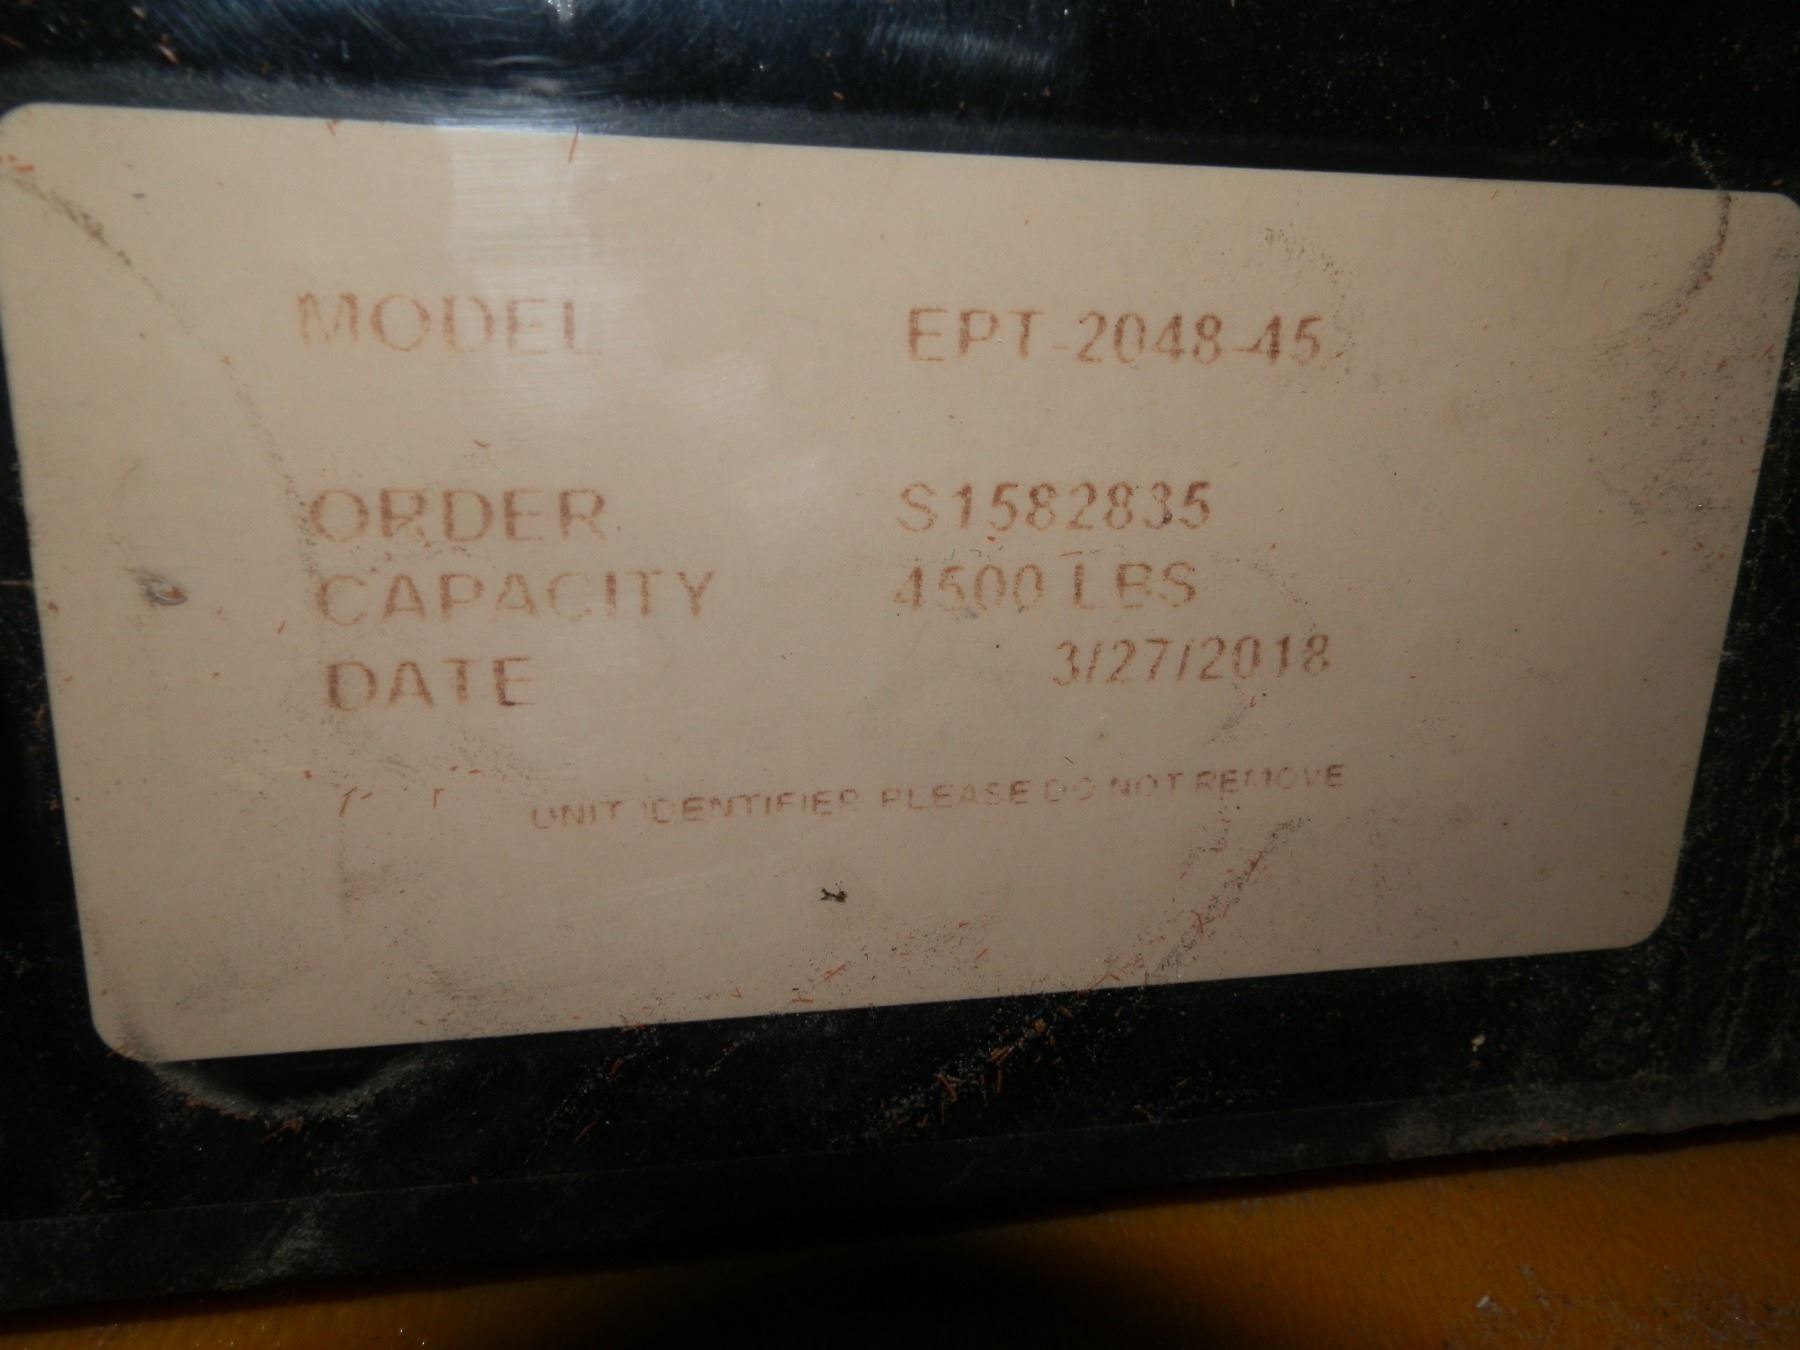 MODEL EPT-2048-45
ORDER S1582835
CAPACITY 4500 LBS
DATE 3/27/2018
UNIT IDENTIFIER PLEASE DO NOT REMOVE